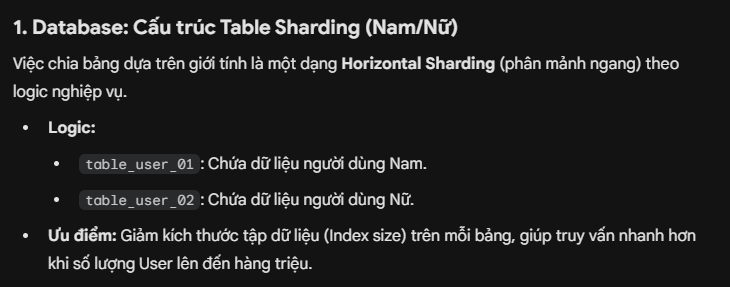 1. Database: Cấu trúc Table Sharding (Nam/Nữ)
Việc chia bảng dựa trên giới tính là một dạng Horizontal Sharding (phân mảnh ngang) theo
logic nghiệp vụ.
• Logic:
• table_user_01: Chứa dữ liệu người dùng Nam.
• table_user_02: Chứa dữ liệu người dùng Nữ.
• Ưu điểm: Giảm kích thước tập dữ liệu (Index size) trên mỗi bảng, giúp truy vấn nhanh hơn
khi số lượng User lên đến hàng triệu.